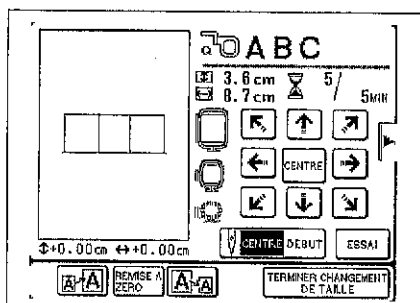 Q ABC
3.6cm 5/
8.7cm 5MIN
CENTRE
↕+0.00cm ↔+0.00cm
CENTRE DEBUT ESSAI
A A REMISE A ZERO A A TERMINER CHANGEMENT DE TAILLE